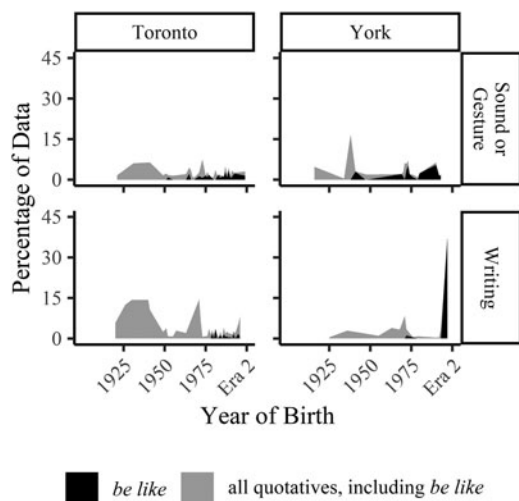 Toronto York
Percentage of Data
45
30
15
0
Sound or
Gesture
45
30
15
0
Writing
1925 1950 1975 Era 2 1925 1950 1975 Era 2
Year of Birth
be like all quotatives, including be like